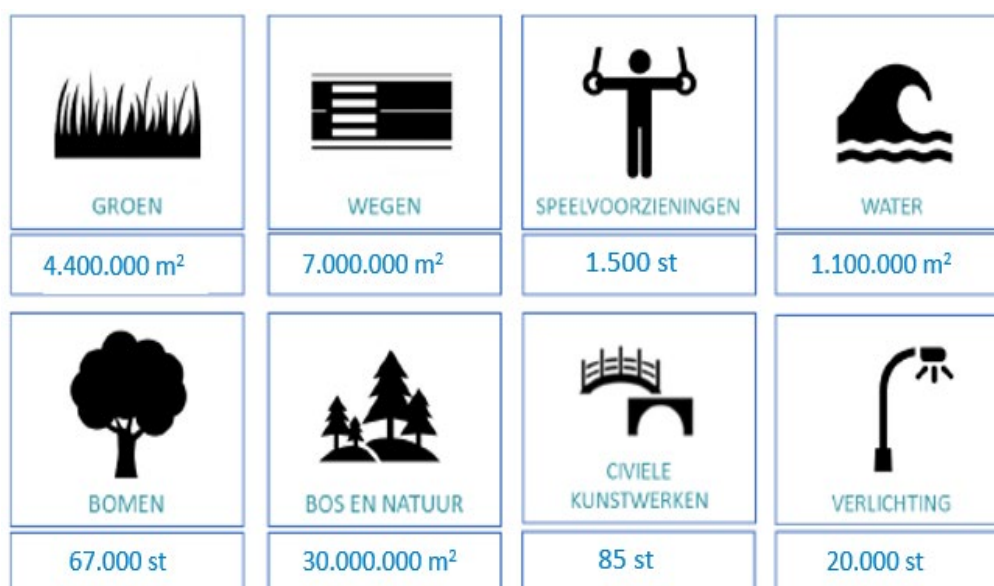 GROEN
WEGEN
SPEELVOORZIENINGEN
WATER
4.400.000 m²
7.000.000 m²
1.500 st
1.100.000 m²
BOMEN
BOS EN NATUUR
CIVIELE
KUNSTWERKEN
VERLICHTING
67.000 st
30.000.000 m²
85 st
20.000 st